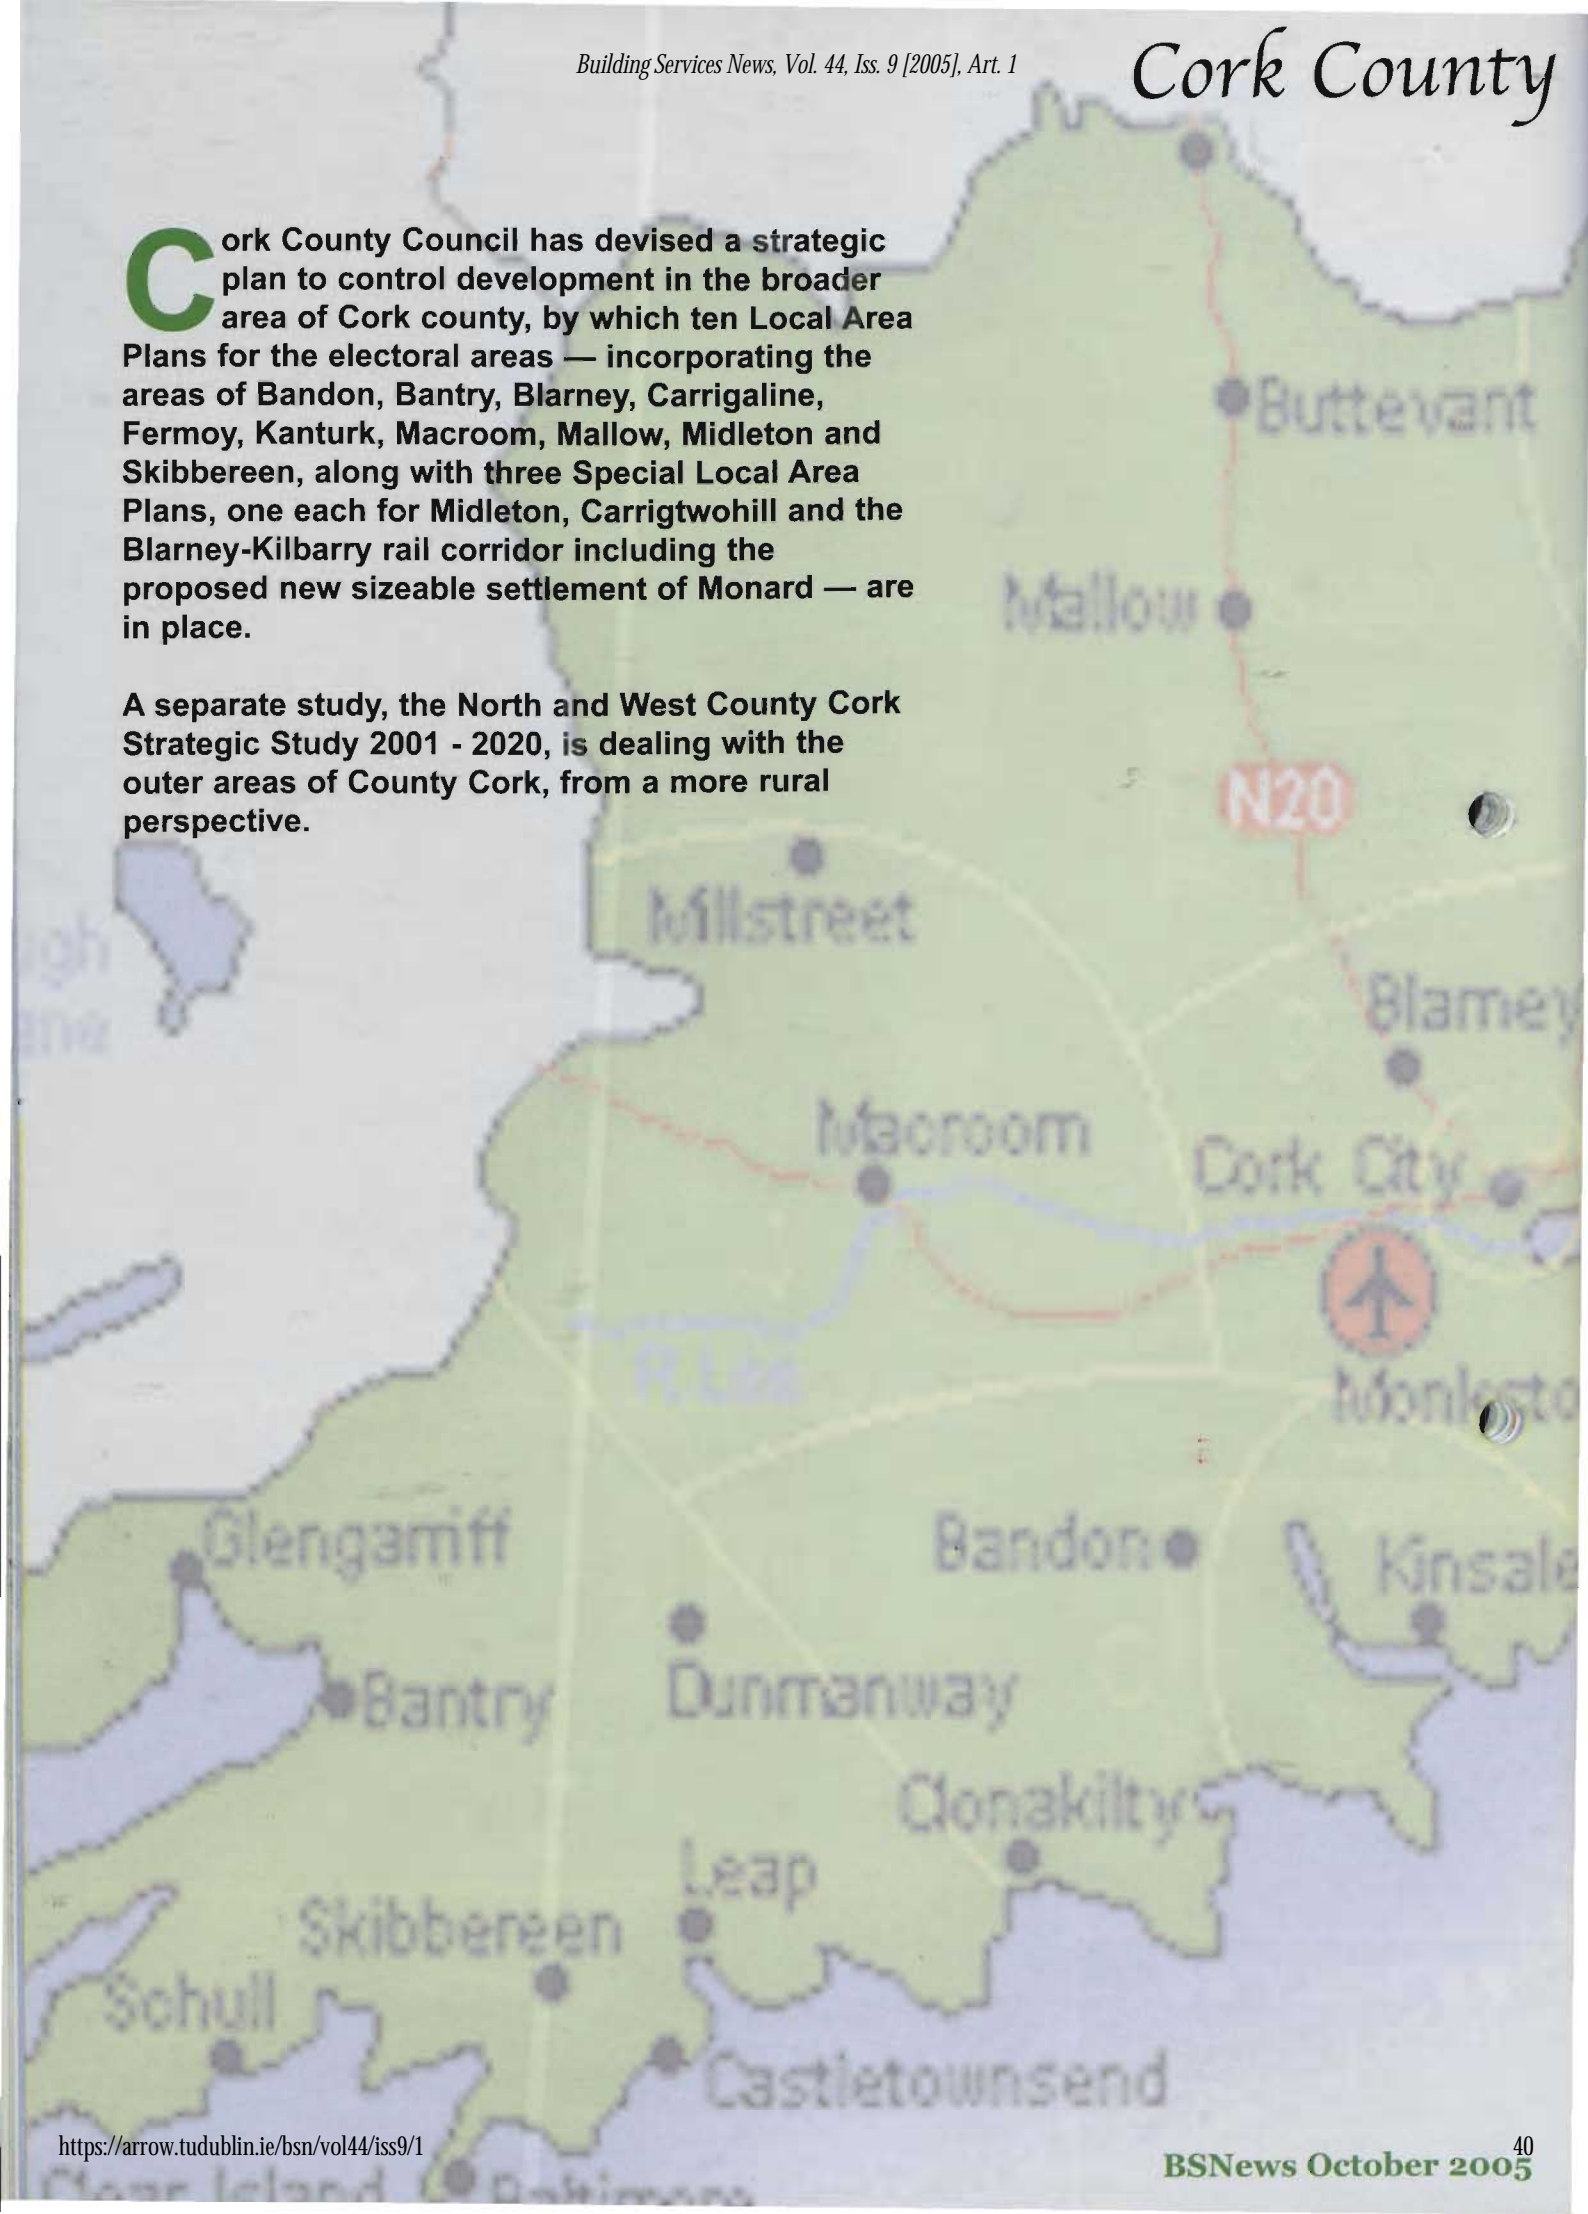 Building Services News, Vol. 44, Iss. 9 [2005], Art. 1
Cork County
Cork County Council has devised a strategic
plan to control development in the broader
area of Cork county, by which ten Local Area
Plans for the electoral areas — incorporating the
areas of Bandon, Bantry, Blarney, Carrigaline,
Fermoy, Kanturk, Macroom, Mallow, Midleton and
Skibbereen, along with three Special Local Area
Plans, one each for Midleton, Carrigtwohill and the
Blarney-Kilbarry rail corridor including the
proposed new sizeable settlement of Monard — are
in place.
A separate study, the North and West County Cork
Strategic Study 2001 - 2020, is dealing with the
outer areas of County Cork, from a more rural
perspective.
Buttevant
Mallow
N20
Millstreet
Blarney
Macroom
Cork City
R.Lee
Glengarriff
Bandon
Kinsale
Bantry
Dunmanway
Clonakilty
Leap
Skibbereen
Schull
Castletownsend
Clear Island
Baltimore
https://arrow.tudublin.ie/bsn/vol44/iss9/1
40
BSNews October 2005